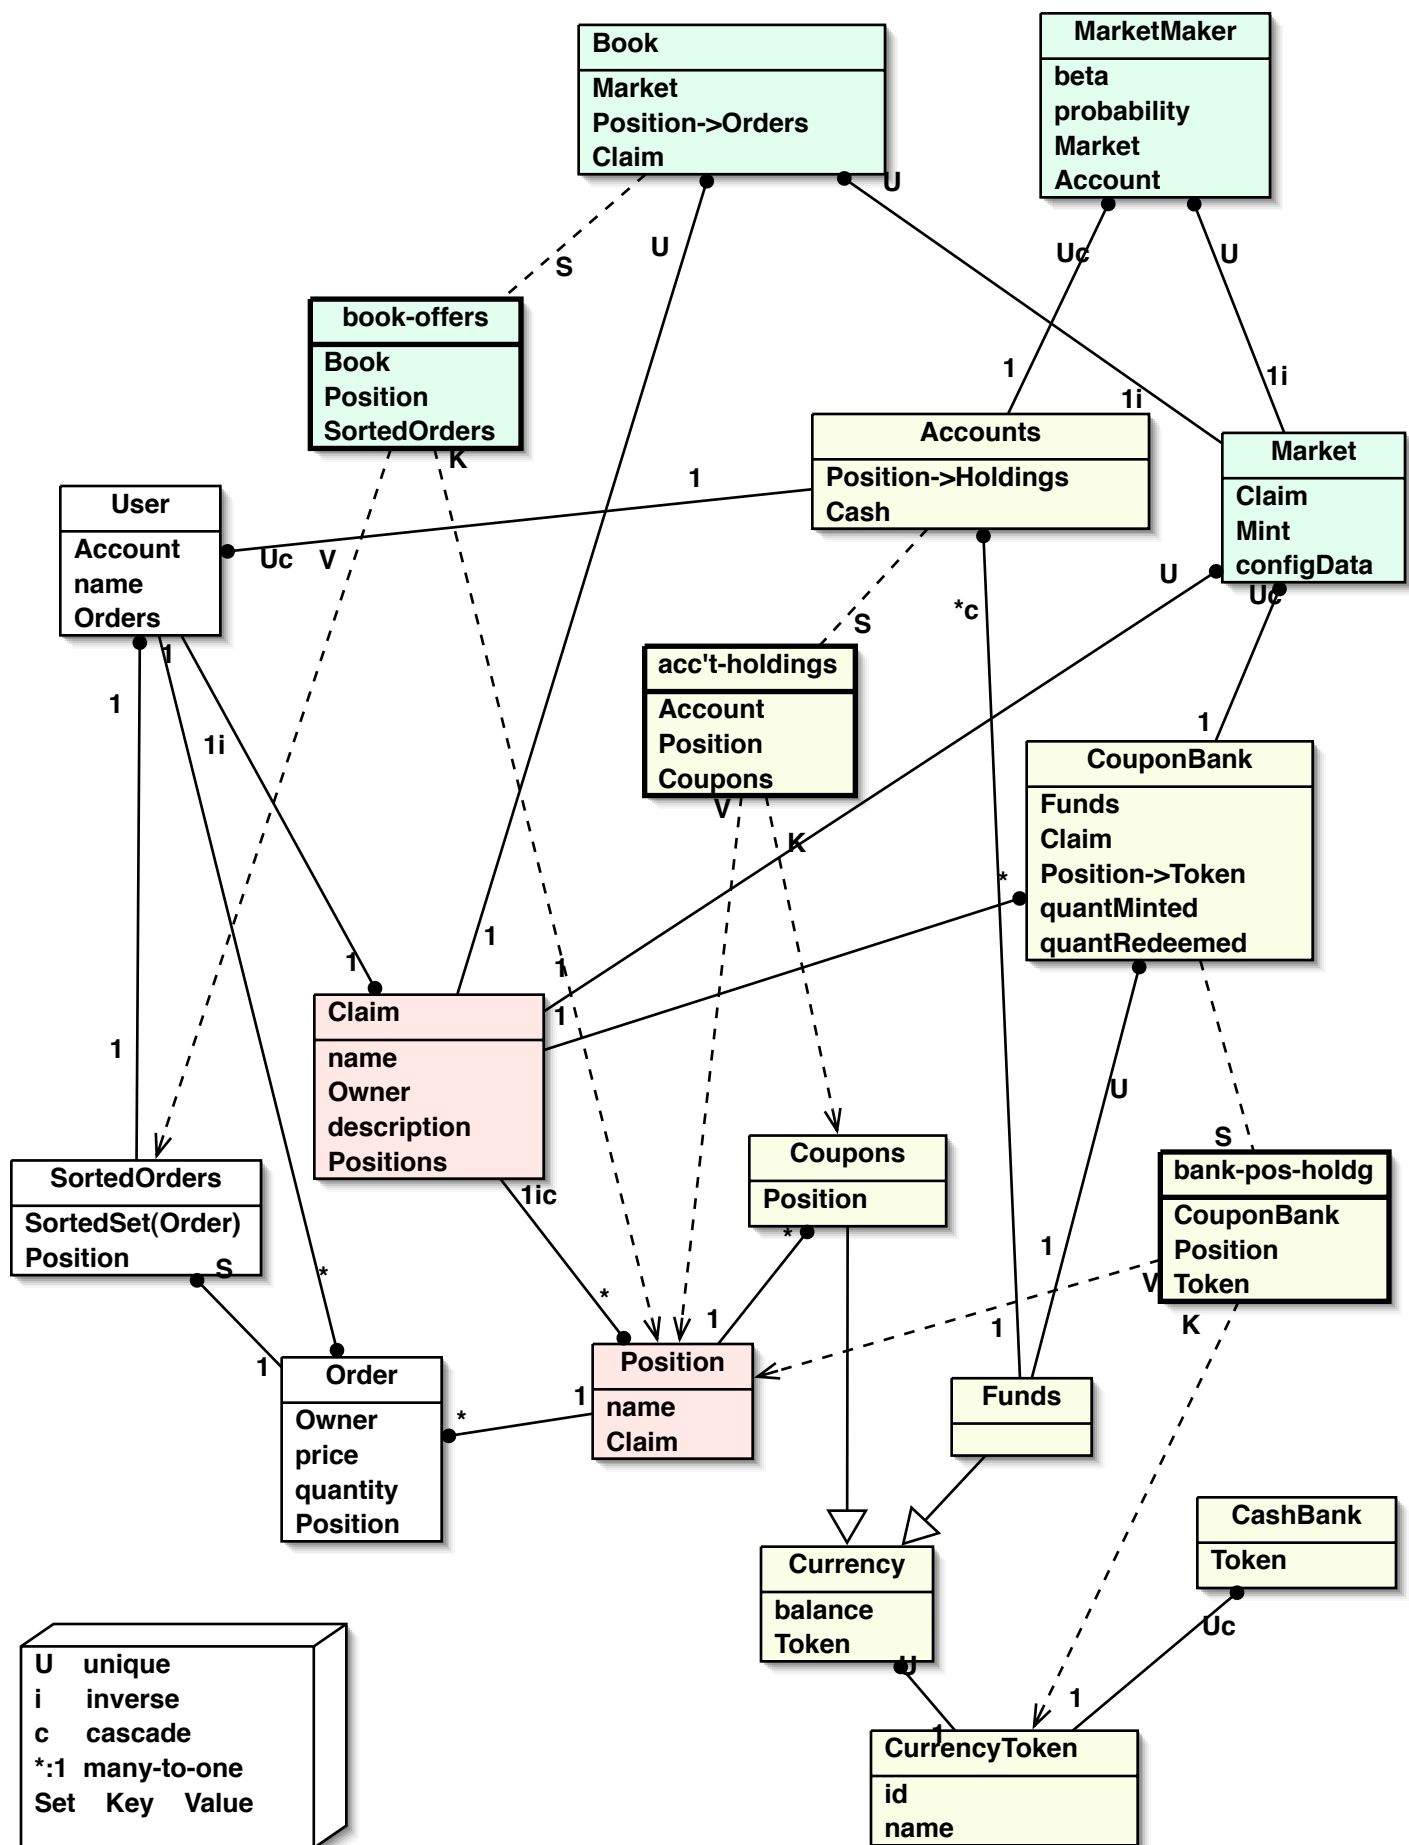 Book
Market
Position->Orders
Claim
MarketMaker
beta
probability
Market
Account
U
U
S
Uc
U
book-offers
Book
Position
SortedOrders
K
1
1i
1i
Accounts
Position->Holdings
Cash
Market
Claim
Mint
configData
User
Account
name
Orders
1
Uc
V
U
Uc
*c
S
1
1
1i
acc't-holdings
Account
Position
Coupons
V
K
1
CouponBank
Funds
Claim
Position->Token
quantMinted
quantRedeemed
*
1
1
1
1
Claim
name
Owner
description
Positions
1ic
1
U
S
Coupons
Position
*
bank-pos-holdg
CouponBank
Position
Token
V
K
SortedOrders
SortedSet(Order)
Position
S
*
*
1
1
1
1
*
1
Order
Owner
price
quantity
Position
Position
name
Claim
Funds
Currency
balance
Token
U
CashBank
Token
Uc
1
1
CurrencyToken
id
name
U unique
i inverse
c cascade
*:1 many-to-one
Set Key Value